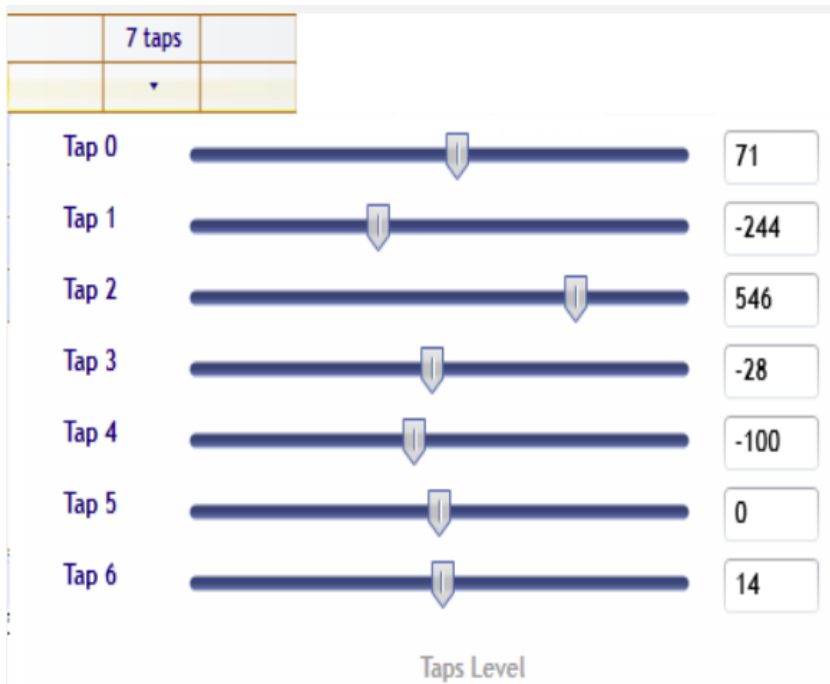 7 taps
Tap 0 71
Tap 1 -244
Tap 2 546
Tap 3 -28
Tap 4 -100
Tap 5 0
Tap 6 14
Taps Level